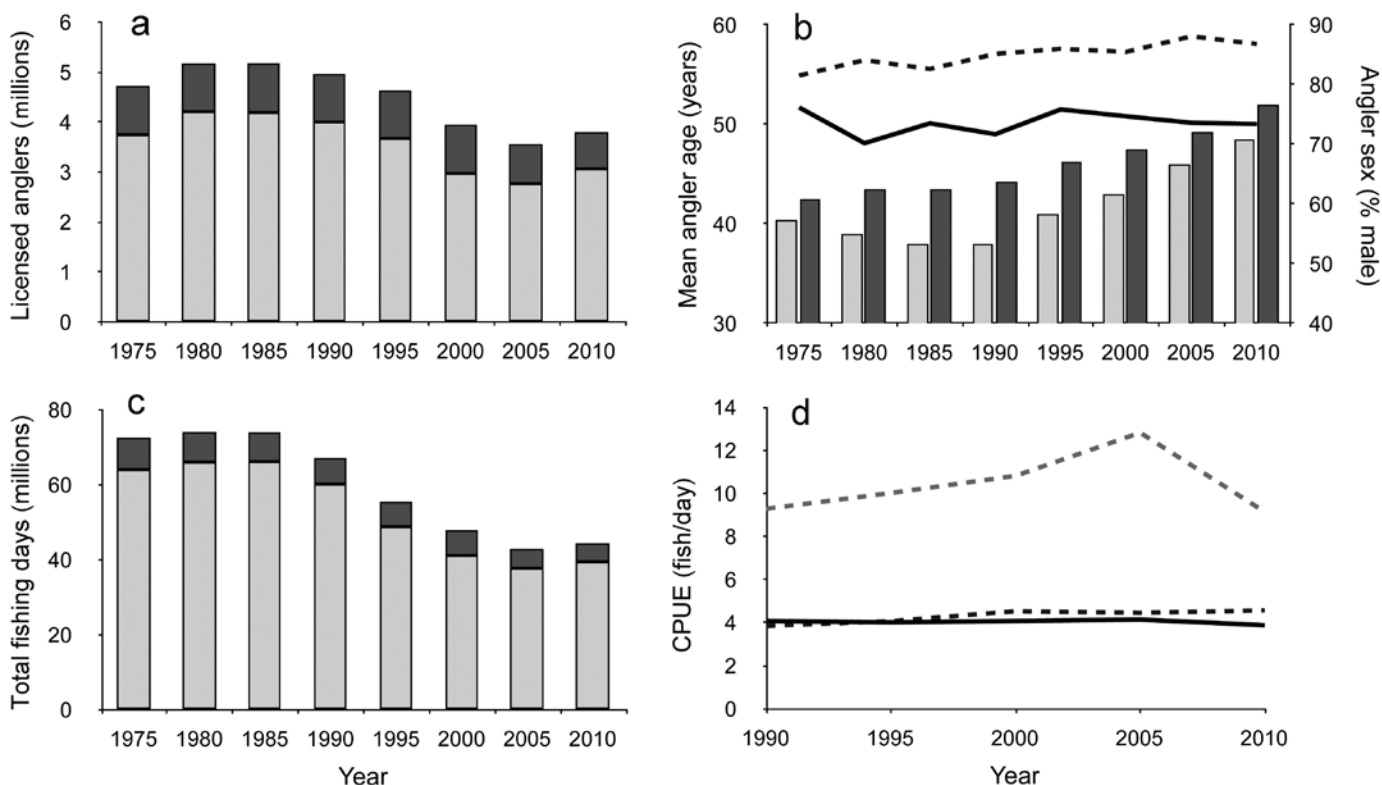 a
Licensed anglers (millions)
6
5
4
3
2
1
0
1975 1980 1985 1990 1995 2000 2005 2010
b
Mean angler age (years)
60
50
40
30
Angler sex (% male)
90
80
70
60
50
40
1975 1980 1985 1990 1995 2000 2005 2010
c
Total fishing days (millions)
80
60
40
20
0
1975 1980 1985 1990 1995 2000 2005 2010
Year
d
CPUE (fish/day)
14
12
10
8
6
4
2
0
1990 1995 2000 2005 2010
Year